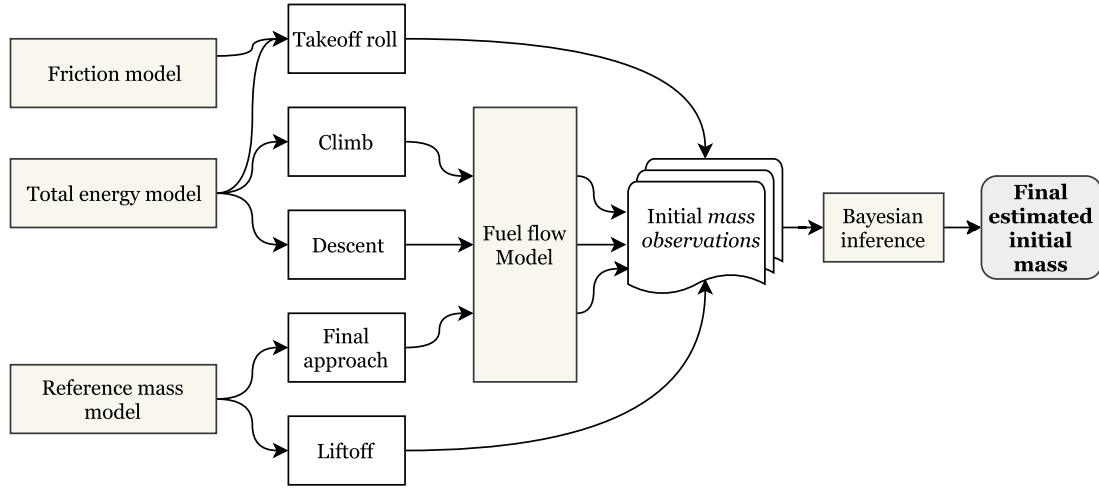 Friction model
Total energy model
Reference mass
model
Takeoff roll
Climb
Descent
Final
approach
Liftoff
Fuel flow
Model
Initial mass
observations
Bayesian
inference
Final
estimated
initial
mass